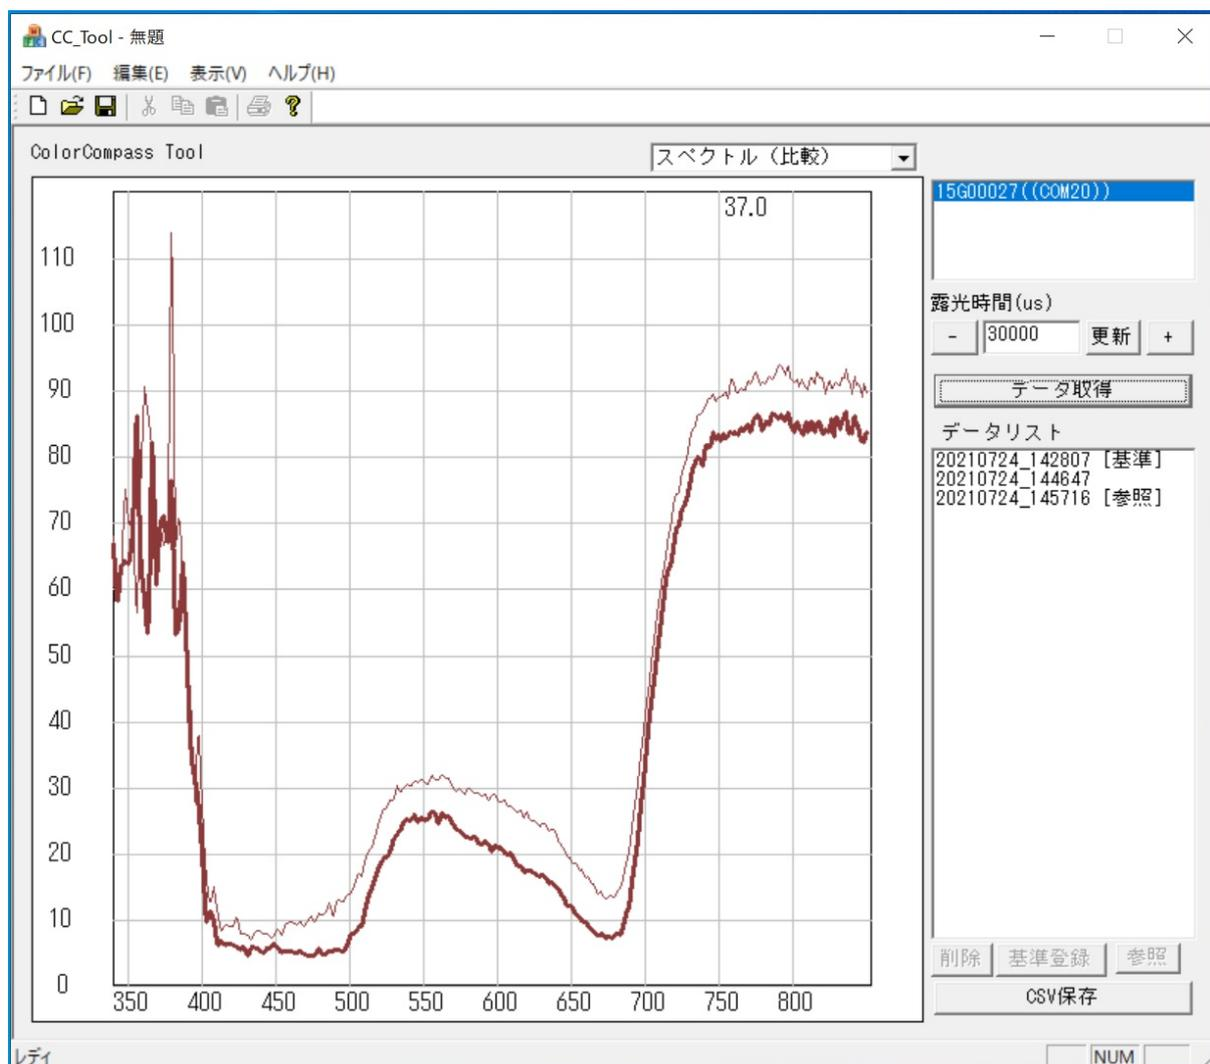 CC_Tool - 無題
ファイル(F) 編集(E) 表示(V) ヘルプ(H)
ColorCompass Tool
スペクトル（比較）
37.0
110
100
90
80
70
60
50
40
30
20
10
0
350 400 450 500 550 600 650 700 750 800
15G00027((COM20))
露光時間(us)
- 30000 更新 +
データ取得
データリスト
20210724_142807 [基準]
20210724_144647
20210724_145716 [参照]
削除 基準登録 参照
CSV保存
レディ
NUM